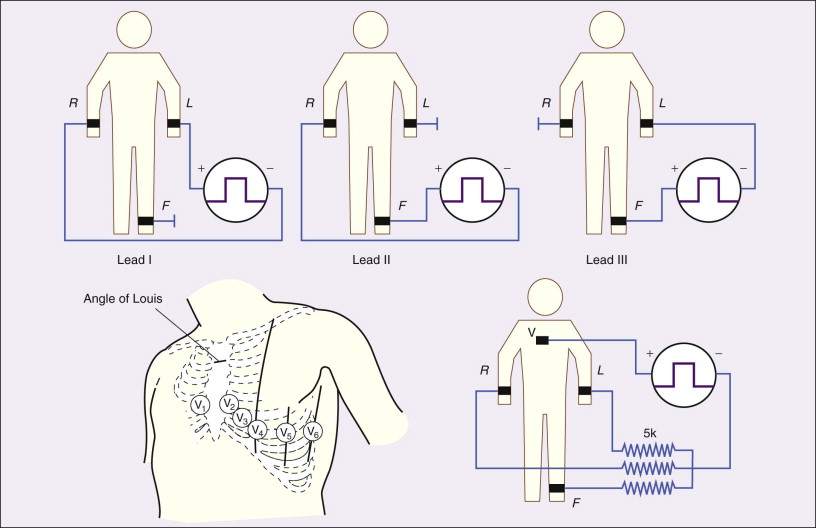 R L
+ −
F
Lead I
R L
+ −
F
Lead II
R L
+ −
F
Lead III
Angle of Louis
V1 V2 V3 V4 V5 V6
V
+ −
R L
5k
F